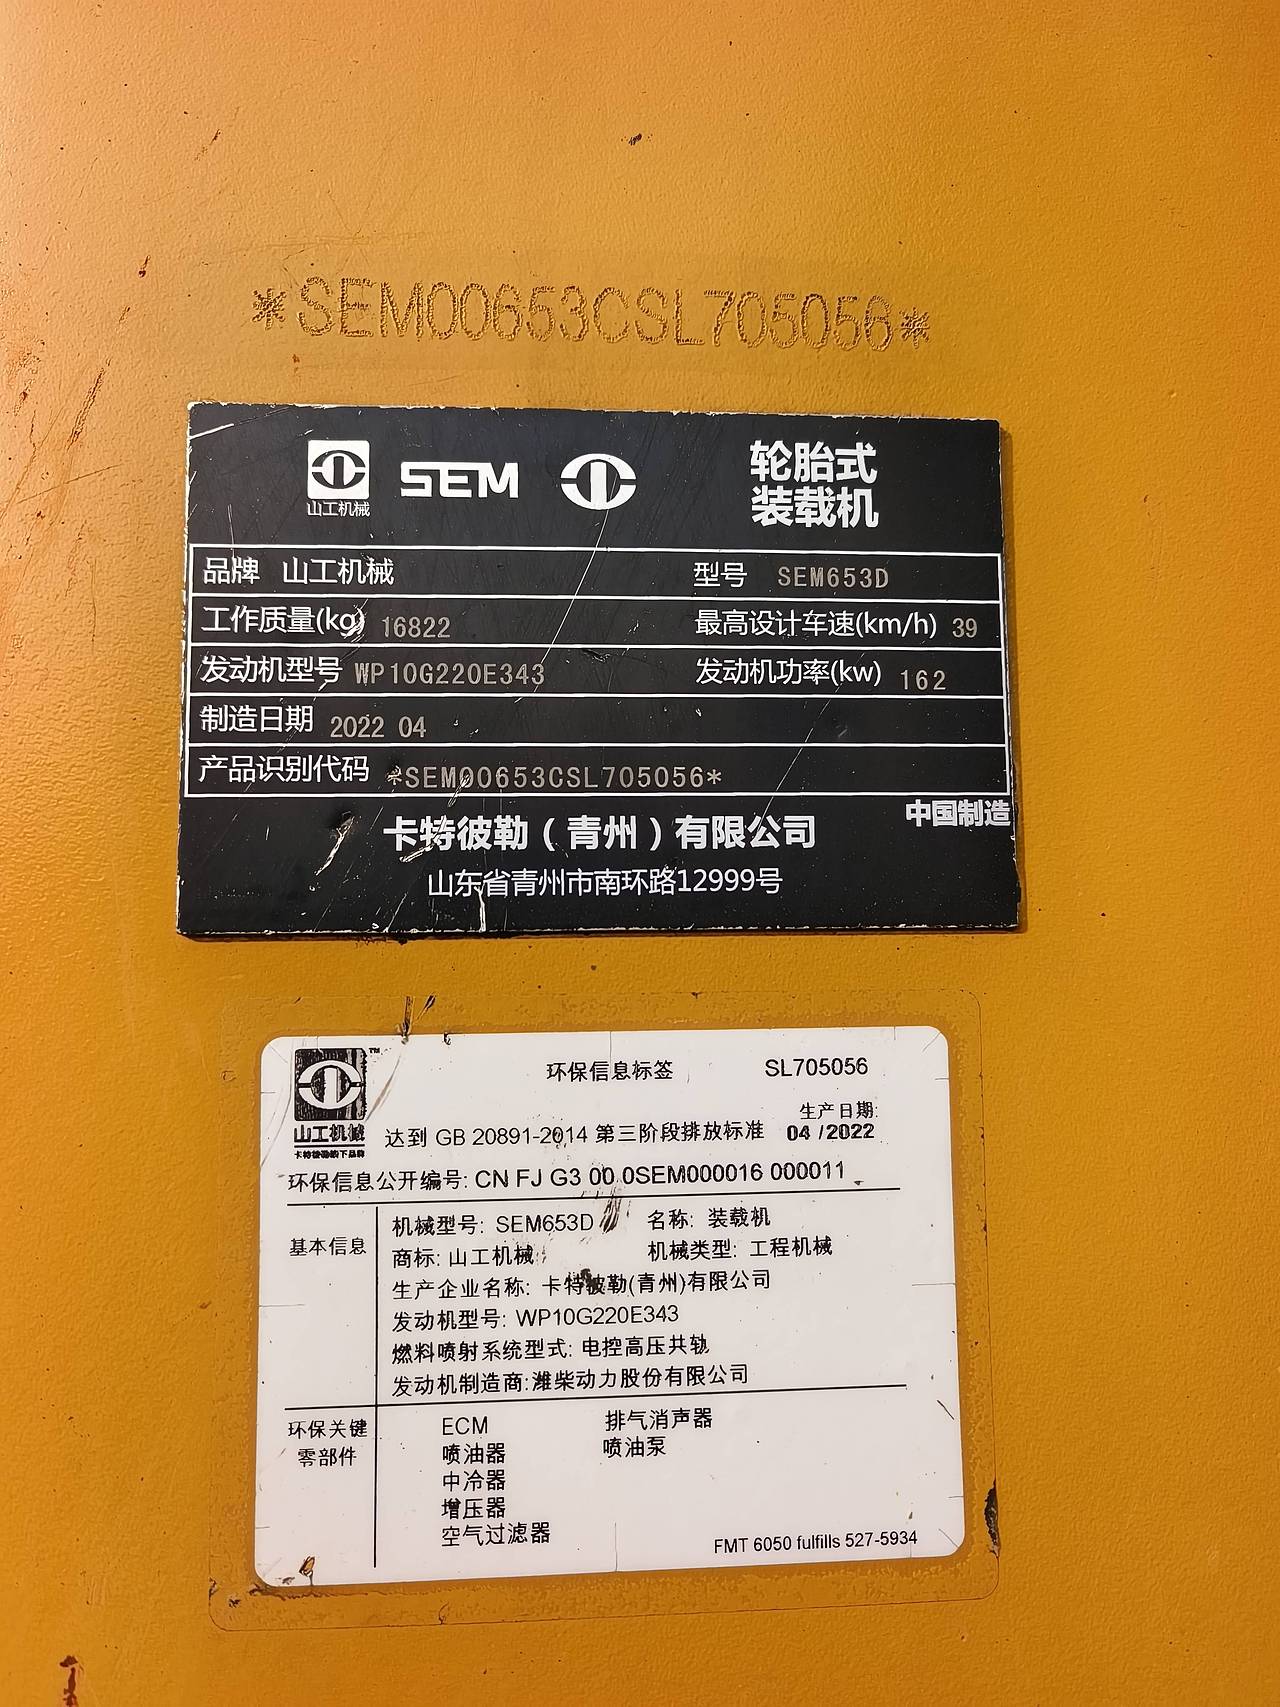 *SEM00653CSL705056*
山工机械 SEM
轮胎式
装载机
品牌 山工机械 型号 SEM653D
工作质量(kg) 16822 最高设计车速(km/h) 39
发动机型号 WP10G220E343 发动机功率(kw) 162
制造日期 2022 04
产品识别代码 *SEM00653CSL705056*
中国制造
卡特彼勒（青州）有限公司
山东省青州市南环路12999号
TM
山工机械
卡特彼勒旗下品牌
环保信息标签 SL705056
生产日期:
达到 GB 20891-2014 第三阶段排放标准 04 /2022
环保信息公开编号: CN FJ G3 00 0SEM000016 000011
基本信息
机械型号: SEM653D 名称: 装载机
商标: 山工机械 机械类型: 工程机械
生产企业名称: 卡特彼勒(青州)有限公司
发动机型号: WP10G220E343
燃料喷射系统型式: 电控高压共轨
发动机制造商:潍柴动力股份有限公司
环保关键
零部件
ECM 排气消声器
喷油器 喷油泵
中冷器
增压器
空气过滤器
FMT 6050 fulfills 527-5934